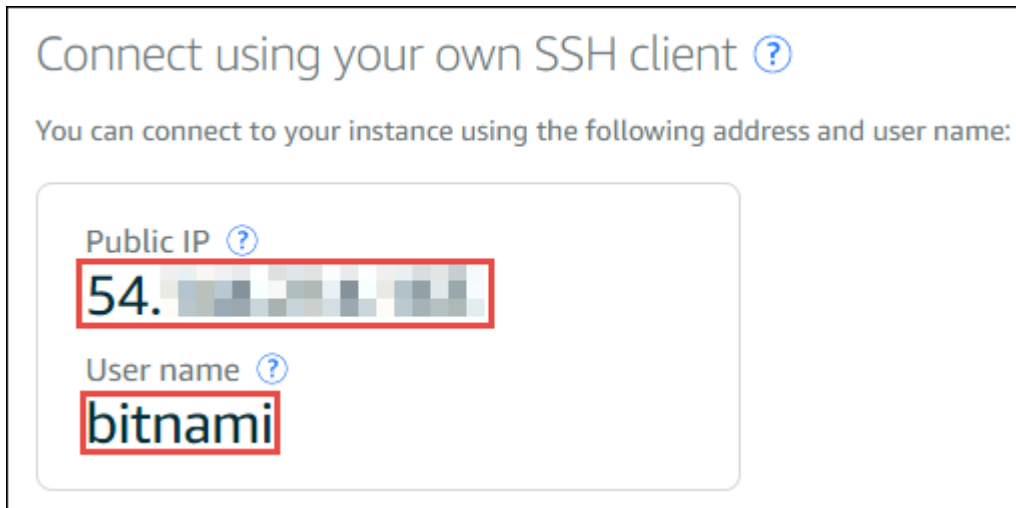 Connect using your own SSH client ?
You can connect to your instance using the following address and user name:
Public IP ?
54.
User name ?
bitnami